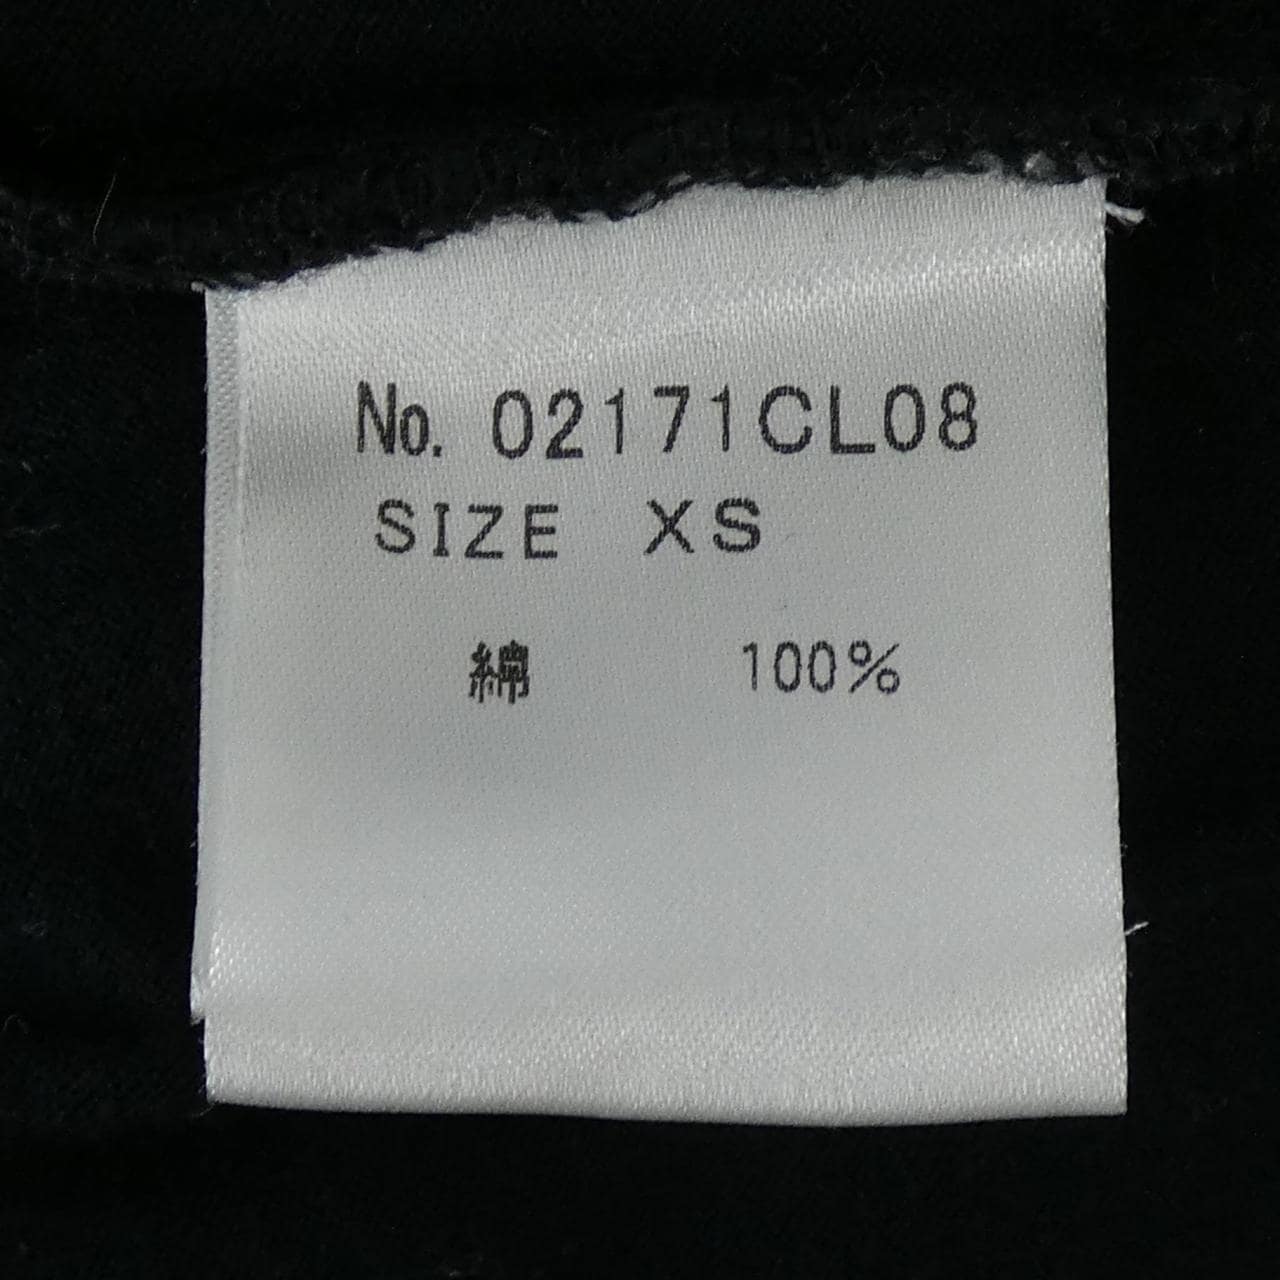 No. 02171CL08
SIZE XS
綿 100%